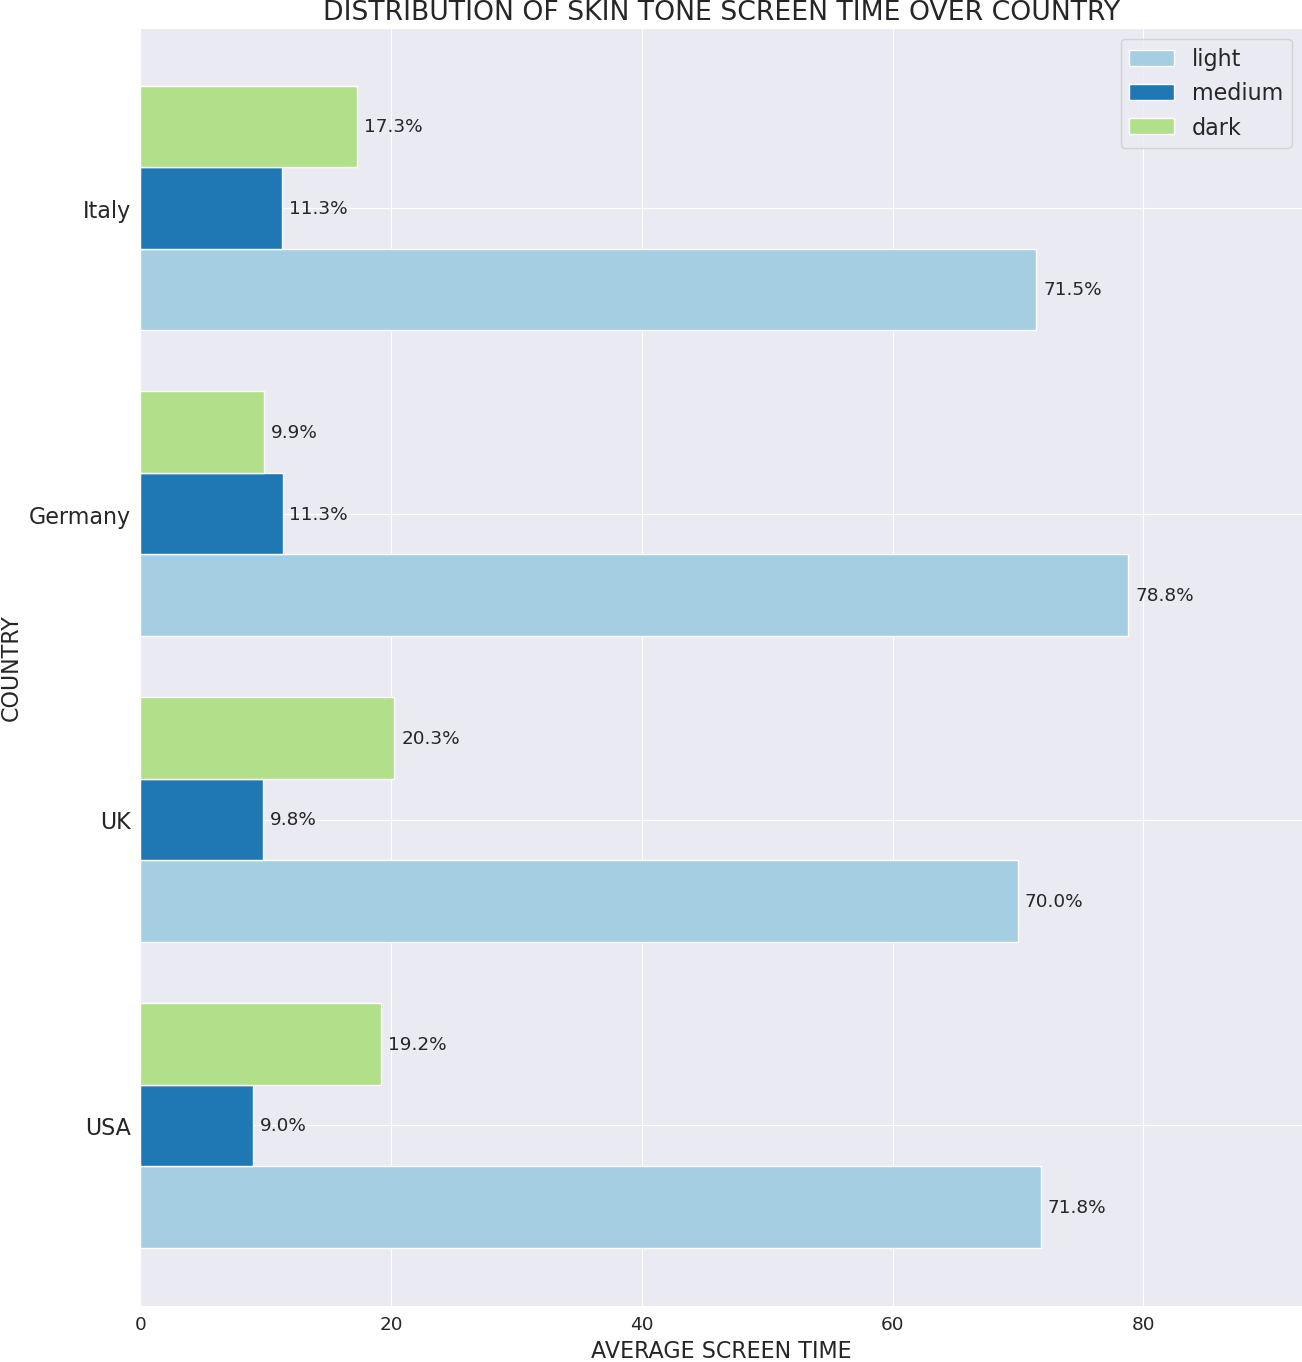 DISTRIBUTION OF SKIN TONE SCREEN TIME OVER COUNTRY
light
medium
dark
17.3%
Italy
11.3%
71.5%
9.9%
Germany
11.3%
78.8%
COUNTRY
20.3%
UK
9.8%
70.0%
19.2%
USA
9.0%
71.8%
0 20 40 60 80
AVERAGE SCREEN TIME